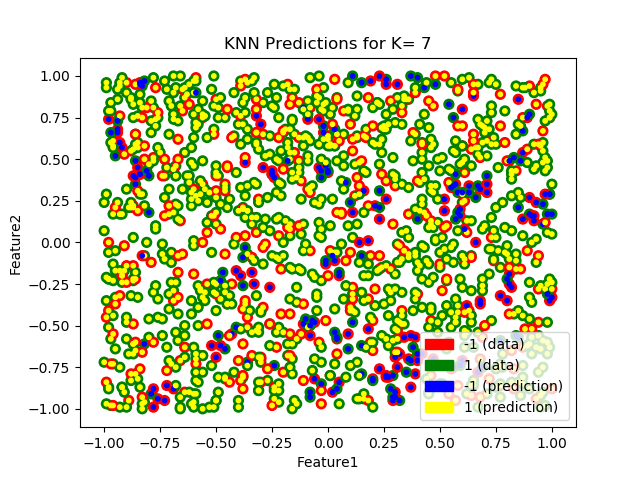 KNN Predictions for K= 7
1.00
0.75
0.50
0.25
0.00
−0.25
−0.50
−0.75
−1.00
Feature2
-1 (data)
1 (data)
-1 (prediction)
1 (prediction)
−1.00 −0.75 −0.50 −0.25 0.00 0.25 0.50 0.75 1.00
Feature1